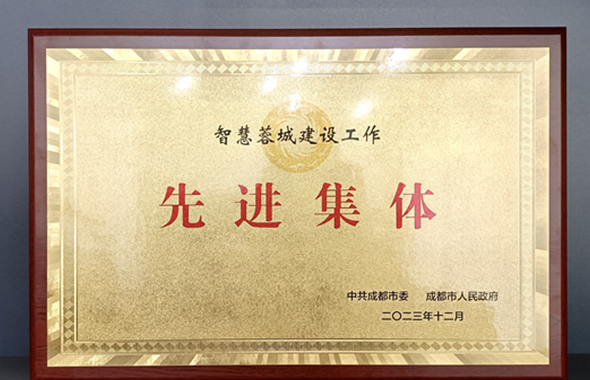 智慧蓉城建设工作
先进集体
中共成都市委 成都市人民政府
二〇二三年十二月